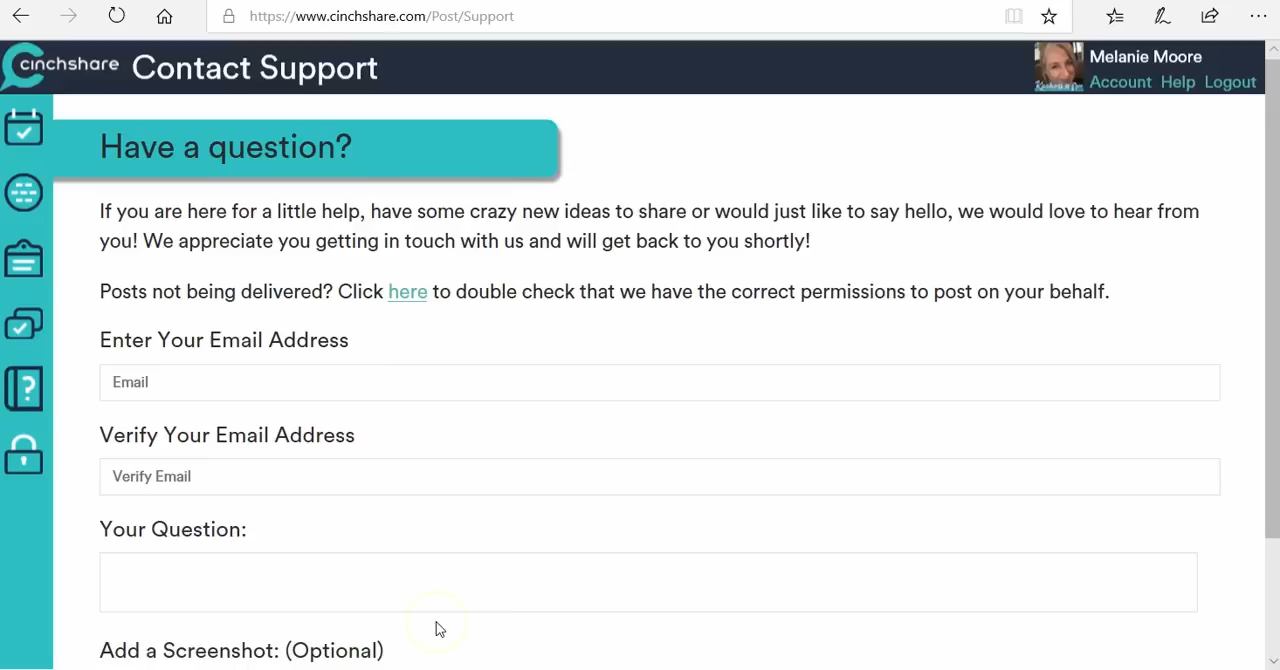 https://www.cinchshare.com/Post/Support
cinchshare
Contact Support
Melanie Moore
Account Help Logout
Have a question?
If you are here for a little help, have some crazy new ideas to share or would just like to say hello, we would love to hear from
you! We appreciate you getting in touch with us and will get back to you shortly!
Posts not being delivered? Click here to double check that we have the correct permissions to post on your behalf.
Enter Your Email Address
Email
Verify Your Email Address
Verify Email
Your Question:
Add a Screenshot: (Optional)